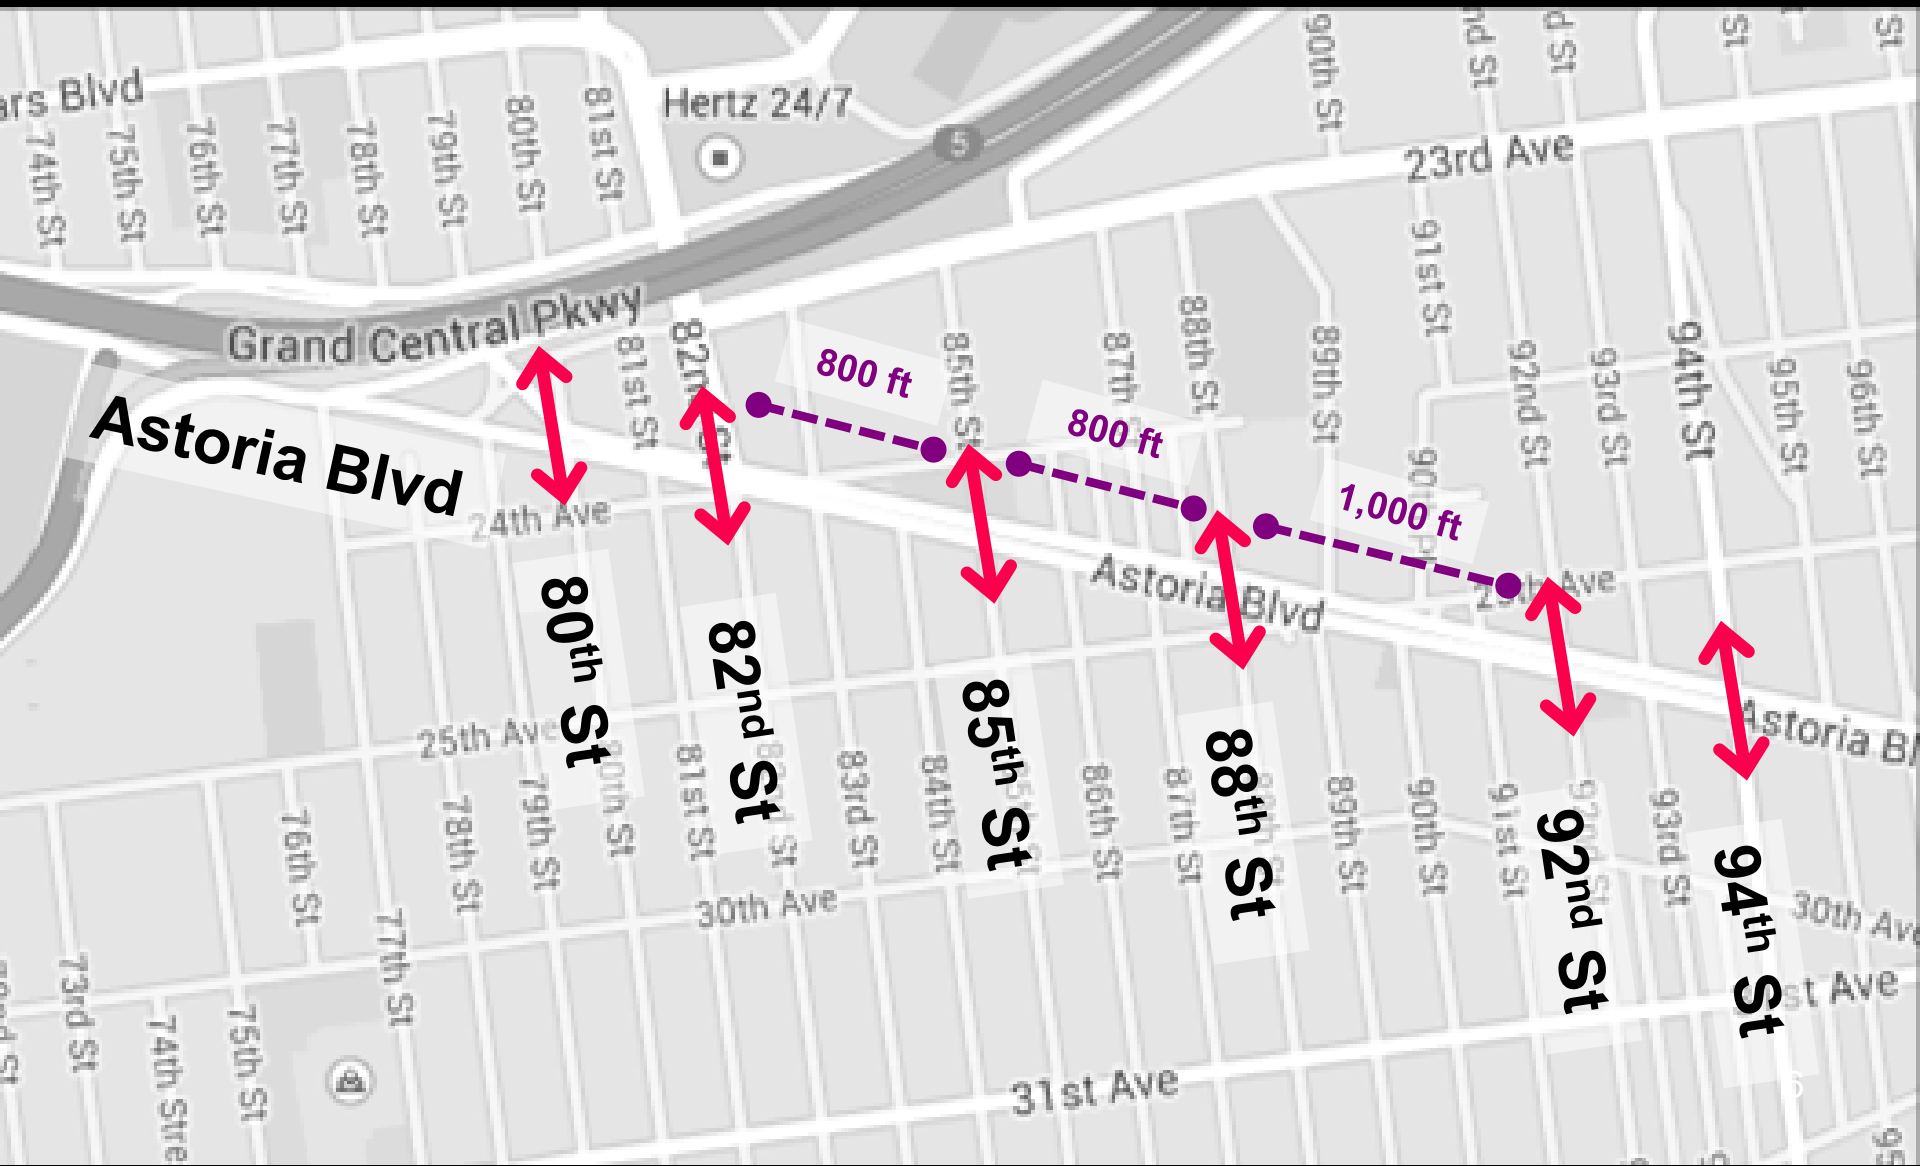 90th St
St
St
ars Blvd
74th St
75th St
76th St
77th St
78th St
79th St
80th St
81st St
Hertz 24/7
5
23rd Ave
91st St
Grand Central Pkwy
81st St
800 ft
85th St
800 ft
87th
88th St
89th St
1,000 ft
92nd St
93rd St
94th St
95th St
96th St
Astoria Blvd
24th Ave
Astoria Blvd
Ave
Astoria Bl
80th St
82nd St
85th St
88th St
92nd St
94th St
25th Ave
76th St
78th St
79th St
81st St
83rd St
84th St
86th St
87th St
89th St
90th St
91st St
93rd St
30th Ave
30th Ave
73rd St
74th Stre
75th St
77th St
st Ave
31st Ave
6
95